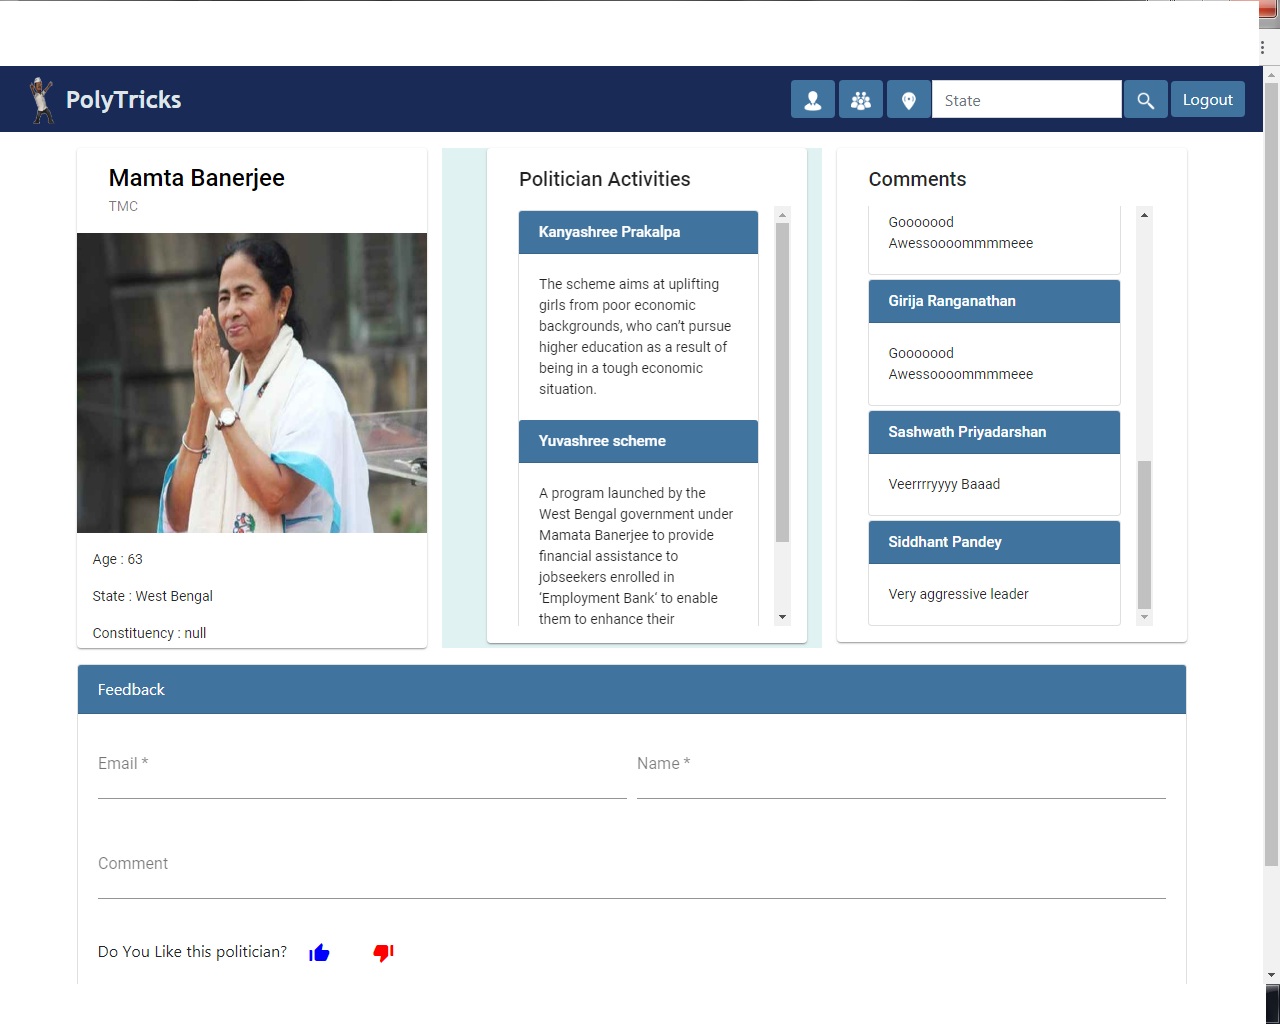 PolyTricks
State
Logout
Mamta Banerjee
TMC
Age : 63
State : West Bengal
Constituency : null
Politician Activities
Kanyashree Prakalpa
The scheme aims at uplifting
girls from poor economic
backgrounds, who can’t pursue
higher education as a result of
being in a tough economic
situation.
Yuvashree scheme
A program launched by the
West Bengal government under
Mamata Banerjee to provide
financial assistance to
jobseekers enrolled in
‘Employment Bank’ to enable
them to enhance their
Comments
Gooooood
Awessoooommmmeee
Girija Ranganathan
Gooooood
Awessoooommmmeee
Sashwath Priyadarshan
Veerrrryyyy Baaad
Siddhant Pandey
Very aggressive leader
Feedback
Email *
Name *
Comment
Do You Like this politician?